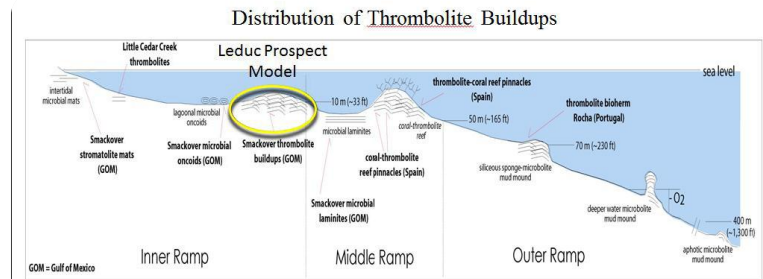 Distribution of Thrombolite Buildups
Little Cedar Creek
thrombolites
Leduc Prospect
Model
sea level
intertidal
microbial mats
lagoonal microbial
oncoids
10 m (~33 ft)
thrombolite-coral reef pinnacles
(Spain)
50 m (~165 ft)
thrombolite bioherm
Rocha (Portugal)
70 m (~230 ft)
Smackover
stromatolite mats
(GOM)
Smackover microbial
oncoids (GOM)
Smackover thrombolite
buildups (GOM)
microbial laminites
coral-thrombolite
reef
coral-thrombolite
reef pinnacles (Spain)
Smackover microbial
laminites (GOM)
siliceous sponge-microbolite
mud mound
deeper water microbolite
mud mound
-O2
400 m
(~1,300 ft)
aphotic microbolite
mud mound
Inner Ramp
Middle Ramp
Outer Ramp
GOM = Gulf of Mexico